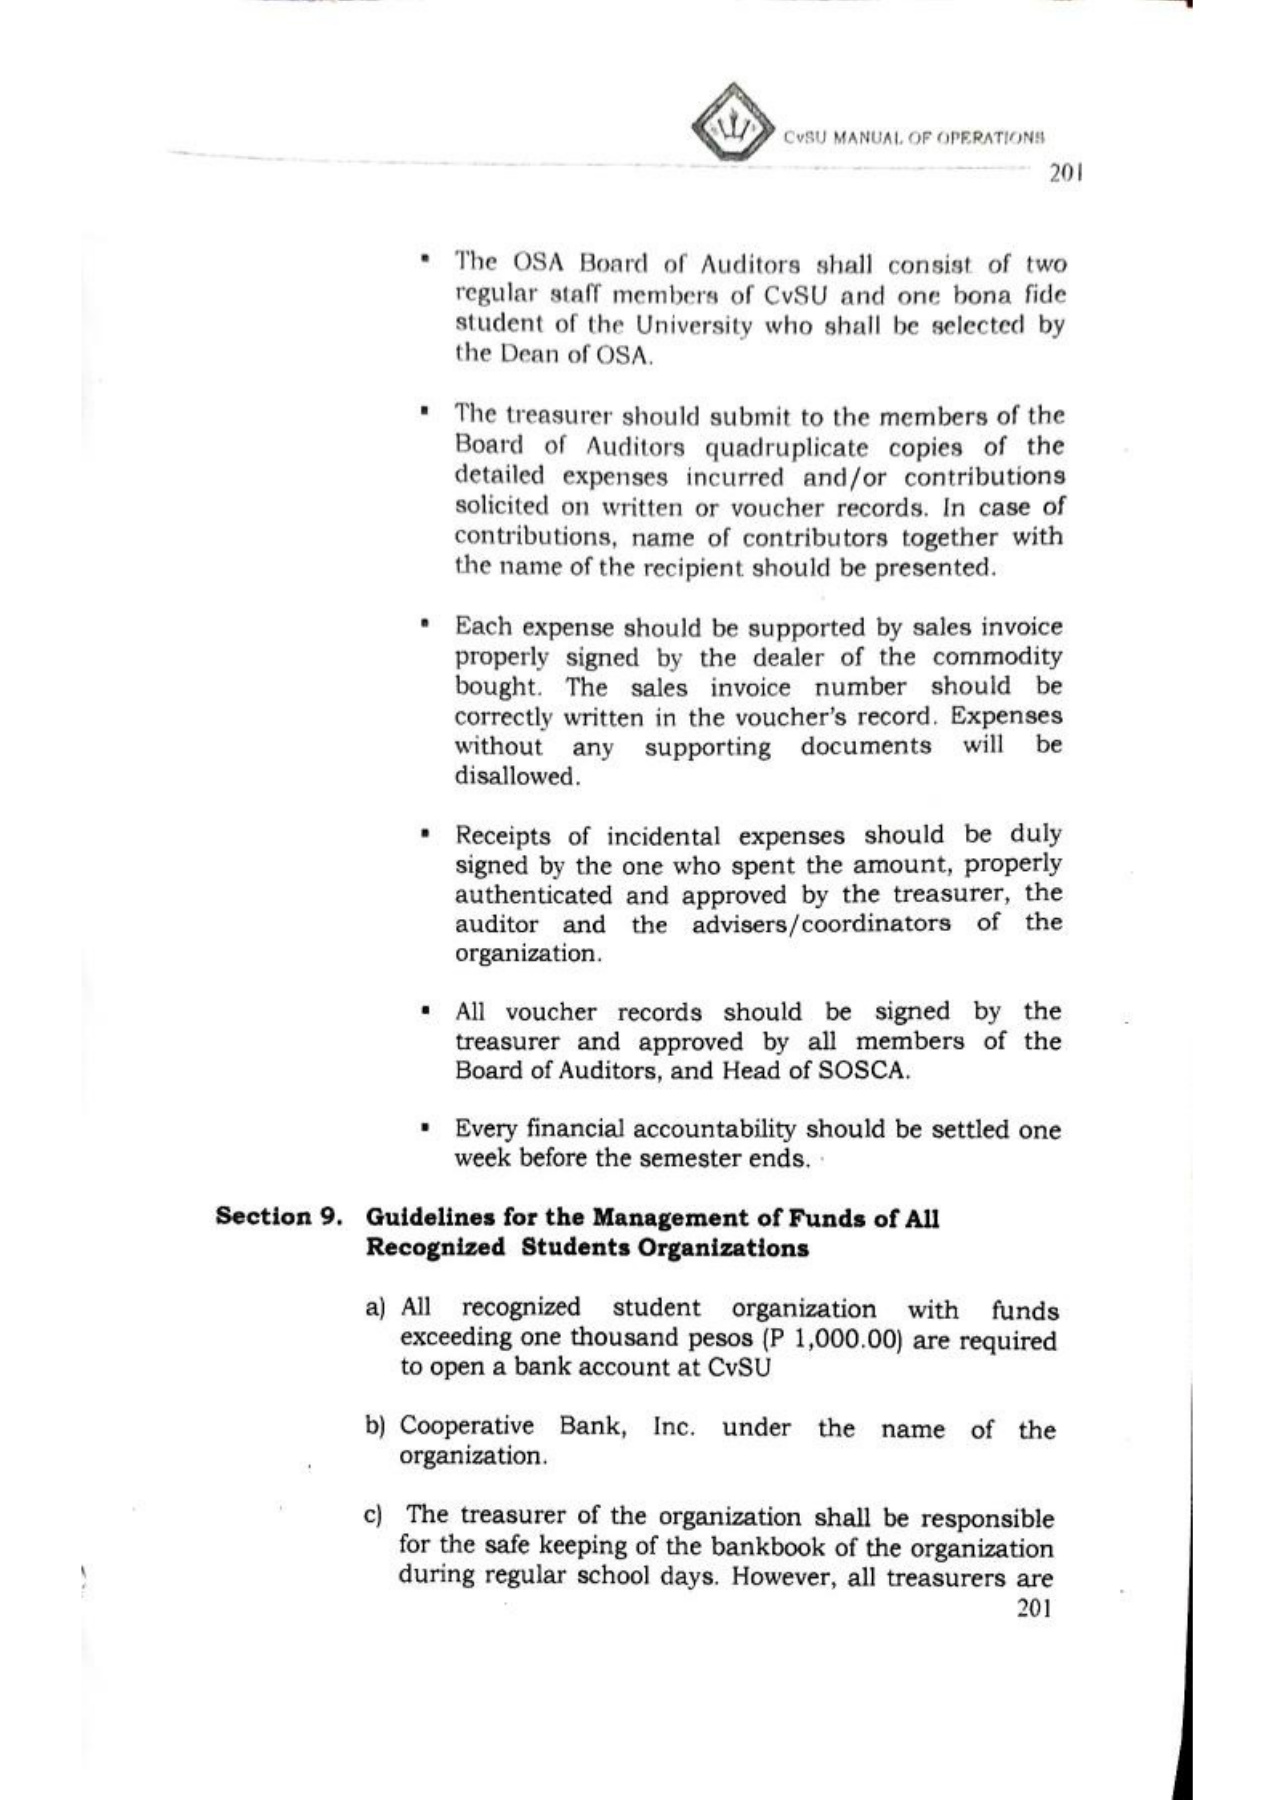 CvSU MANUAL OF OPERATIONS
201
▪ The OSA Board of Auditors shall consist of two
regular staff members of CvSU and one bona fide
student of the University who shall be selected by
the Dean of OSA.
▪ The treasurer should submit to the members of the
Board of Auditors quadruplicate copies of the
detailed expenses incurred and/or contributions
solicited on written or voucher records. In case of
contributions, name of contributors together with
the name of the recipient should be presented.
▪ Each expense should be supported by sales invoice
properly signed by the dealer of the commodity
bought. The sales invoice number should be
correctly written in the voucher's record. Expenses
without any supporting documents will be
disallowed.
▪ Receipts of incidental expenses should be duly
signed by the one who spent the amount, properly
authenticated and approved by the treasurer, the
auditor and the advisers/coordinators of the
organization.
▪ All voucher records should be signed by the
treasurer and approved by all members of the
Board of Auditors, and Head of SOSCA.
▪ Every financial accountability should be settled one
week before the semester ends.
Section 9. Guidelines for the Management of Funds of All
Recognized Students Organizations
a) All recognized student organization with funds
exceeding one thousand pesos (P 1,000.00) are required
to open a bank account at CvSU
b) Cooperative Bank, Inc. under the name of the
organization.
c) The treasurer of the organization shall be responsible
for the safe keeping of the bankbook of the organization
during regular school days. However, all treasurers are
201